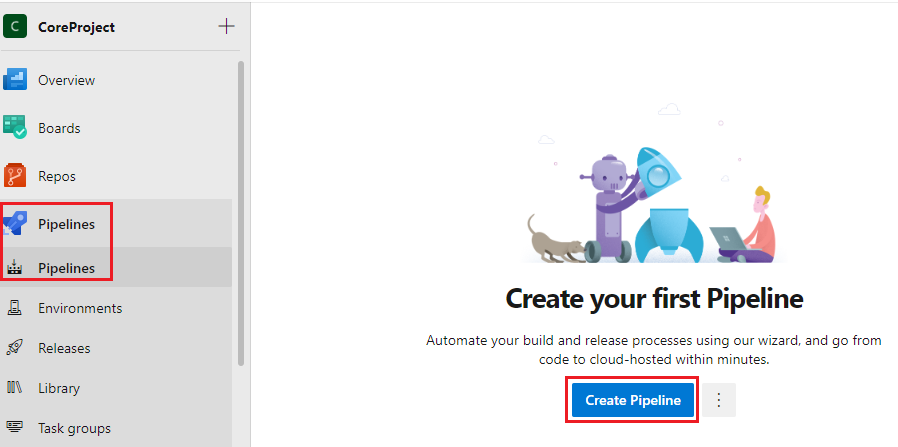 C CoreProject
Overview
Boards
Repos
Pipelines
Pipelines
Environments
Releases
Library
Task groups
Create your first Pipeline
Automate your build and release processes using our wizard, and go from
code to cloud-hosted within minutes.
Create Pipeline